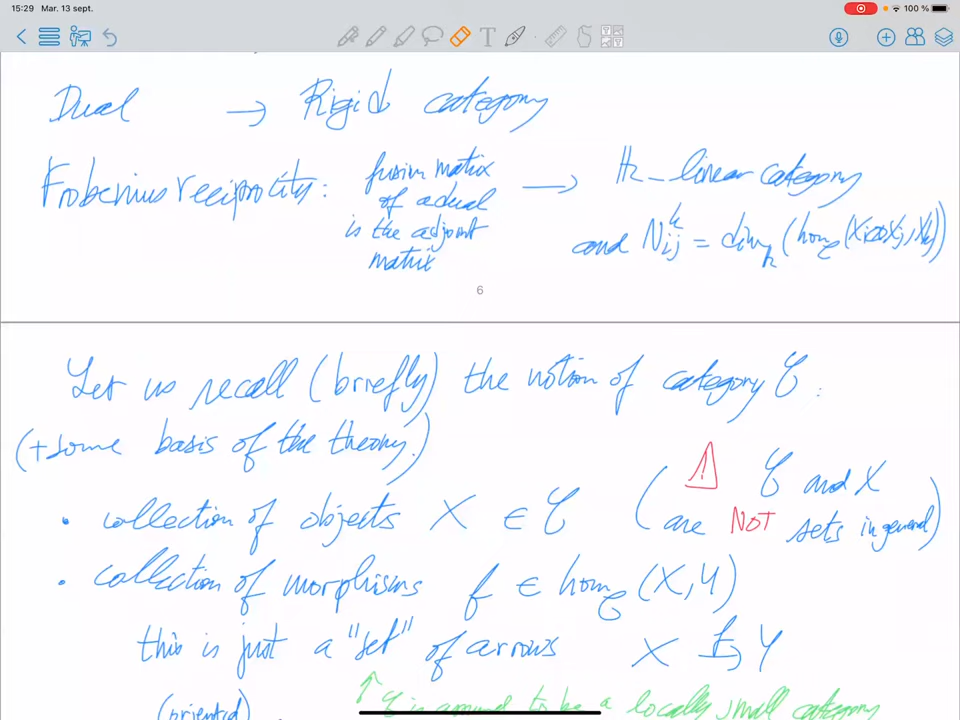 15:29 Mar. 13 sept. 100 %
Dual → Rigid category
Frobenius reciprocity: fusion matrix of a dual is the adjoint matrix → k-linear category
and N_{ij}^k = dim_k (hom_C (X_i⊗X_j, X_k))
6
Let us recall (briefly) the notion of category C :
(+some basis of the theory.)
• collection of objects X ∈ C (⚠ C and X are NOT sets in general)
• collection of morphisms f ∈ hom_C (X, Y)
this is just a "set" of arrows X →f Y
(oriented) ↑ C is assumed to be a locally small category